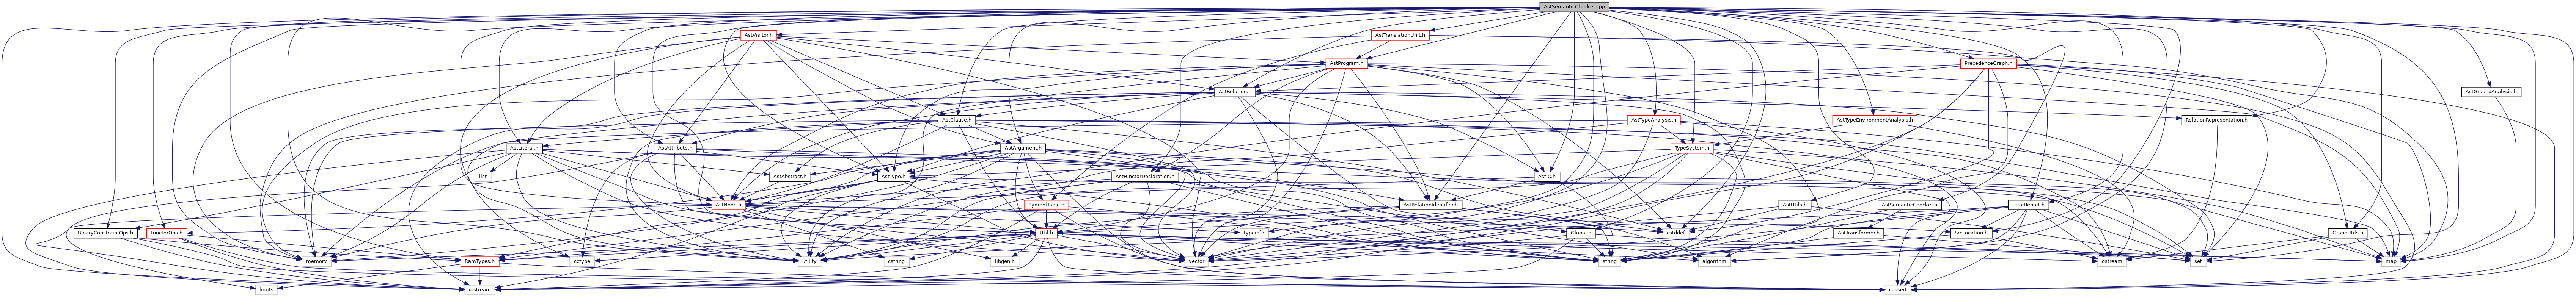 AstSemanticChecker.cpp
AstVisitor.h
AstTranslationUnit.h
AstProgram.h
PrecedenceGraph.h
AstRelation.h
AstGroundAnalysis.h
AstClause.h
AstTypeAnalysis.h
AstTypeEnvironmentAnalysis.h
RelationRepresentation.h
AstLiteral.h
AstAttribute.h
AstArgument.h
TypeSystem.h
list
AstAbstract.h
AstType.h
AstFunctorDeclaration.h
AstIO.h
AstNode.h
SymbolTable.h
AstRelationIdentifier.h
AstUtils.h
AstSemanticChecker.h
ErrorReport.h
BinaryConstraintOps.h
FunctorOps.h
Util.h
typeinfo
Global.h
cstddef
AstTransformer.h
SrcLocation.h
GraphUtils.h
memory
RamTypes.h
cctype
utility
cstring
libgen.h
vector
string
algorithm
ostream
set
map
limits
iostream
cassert